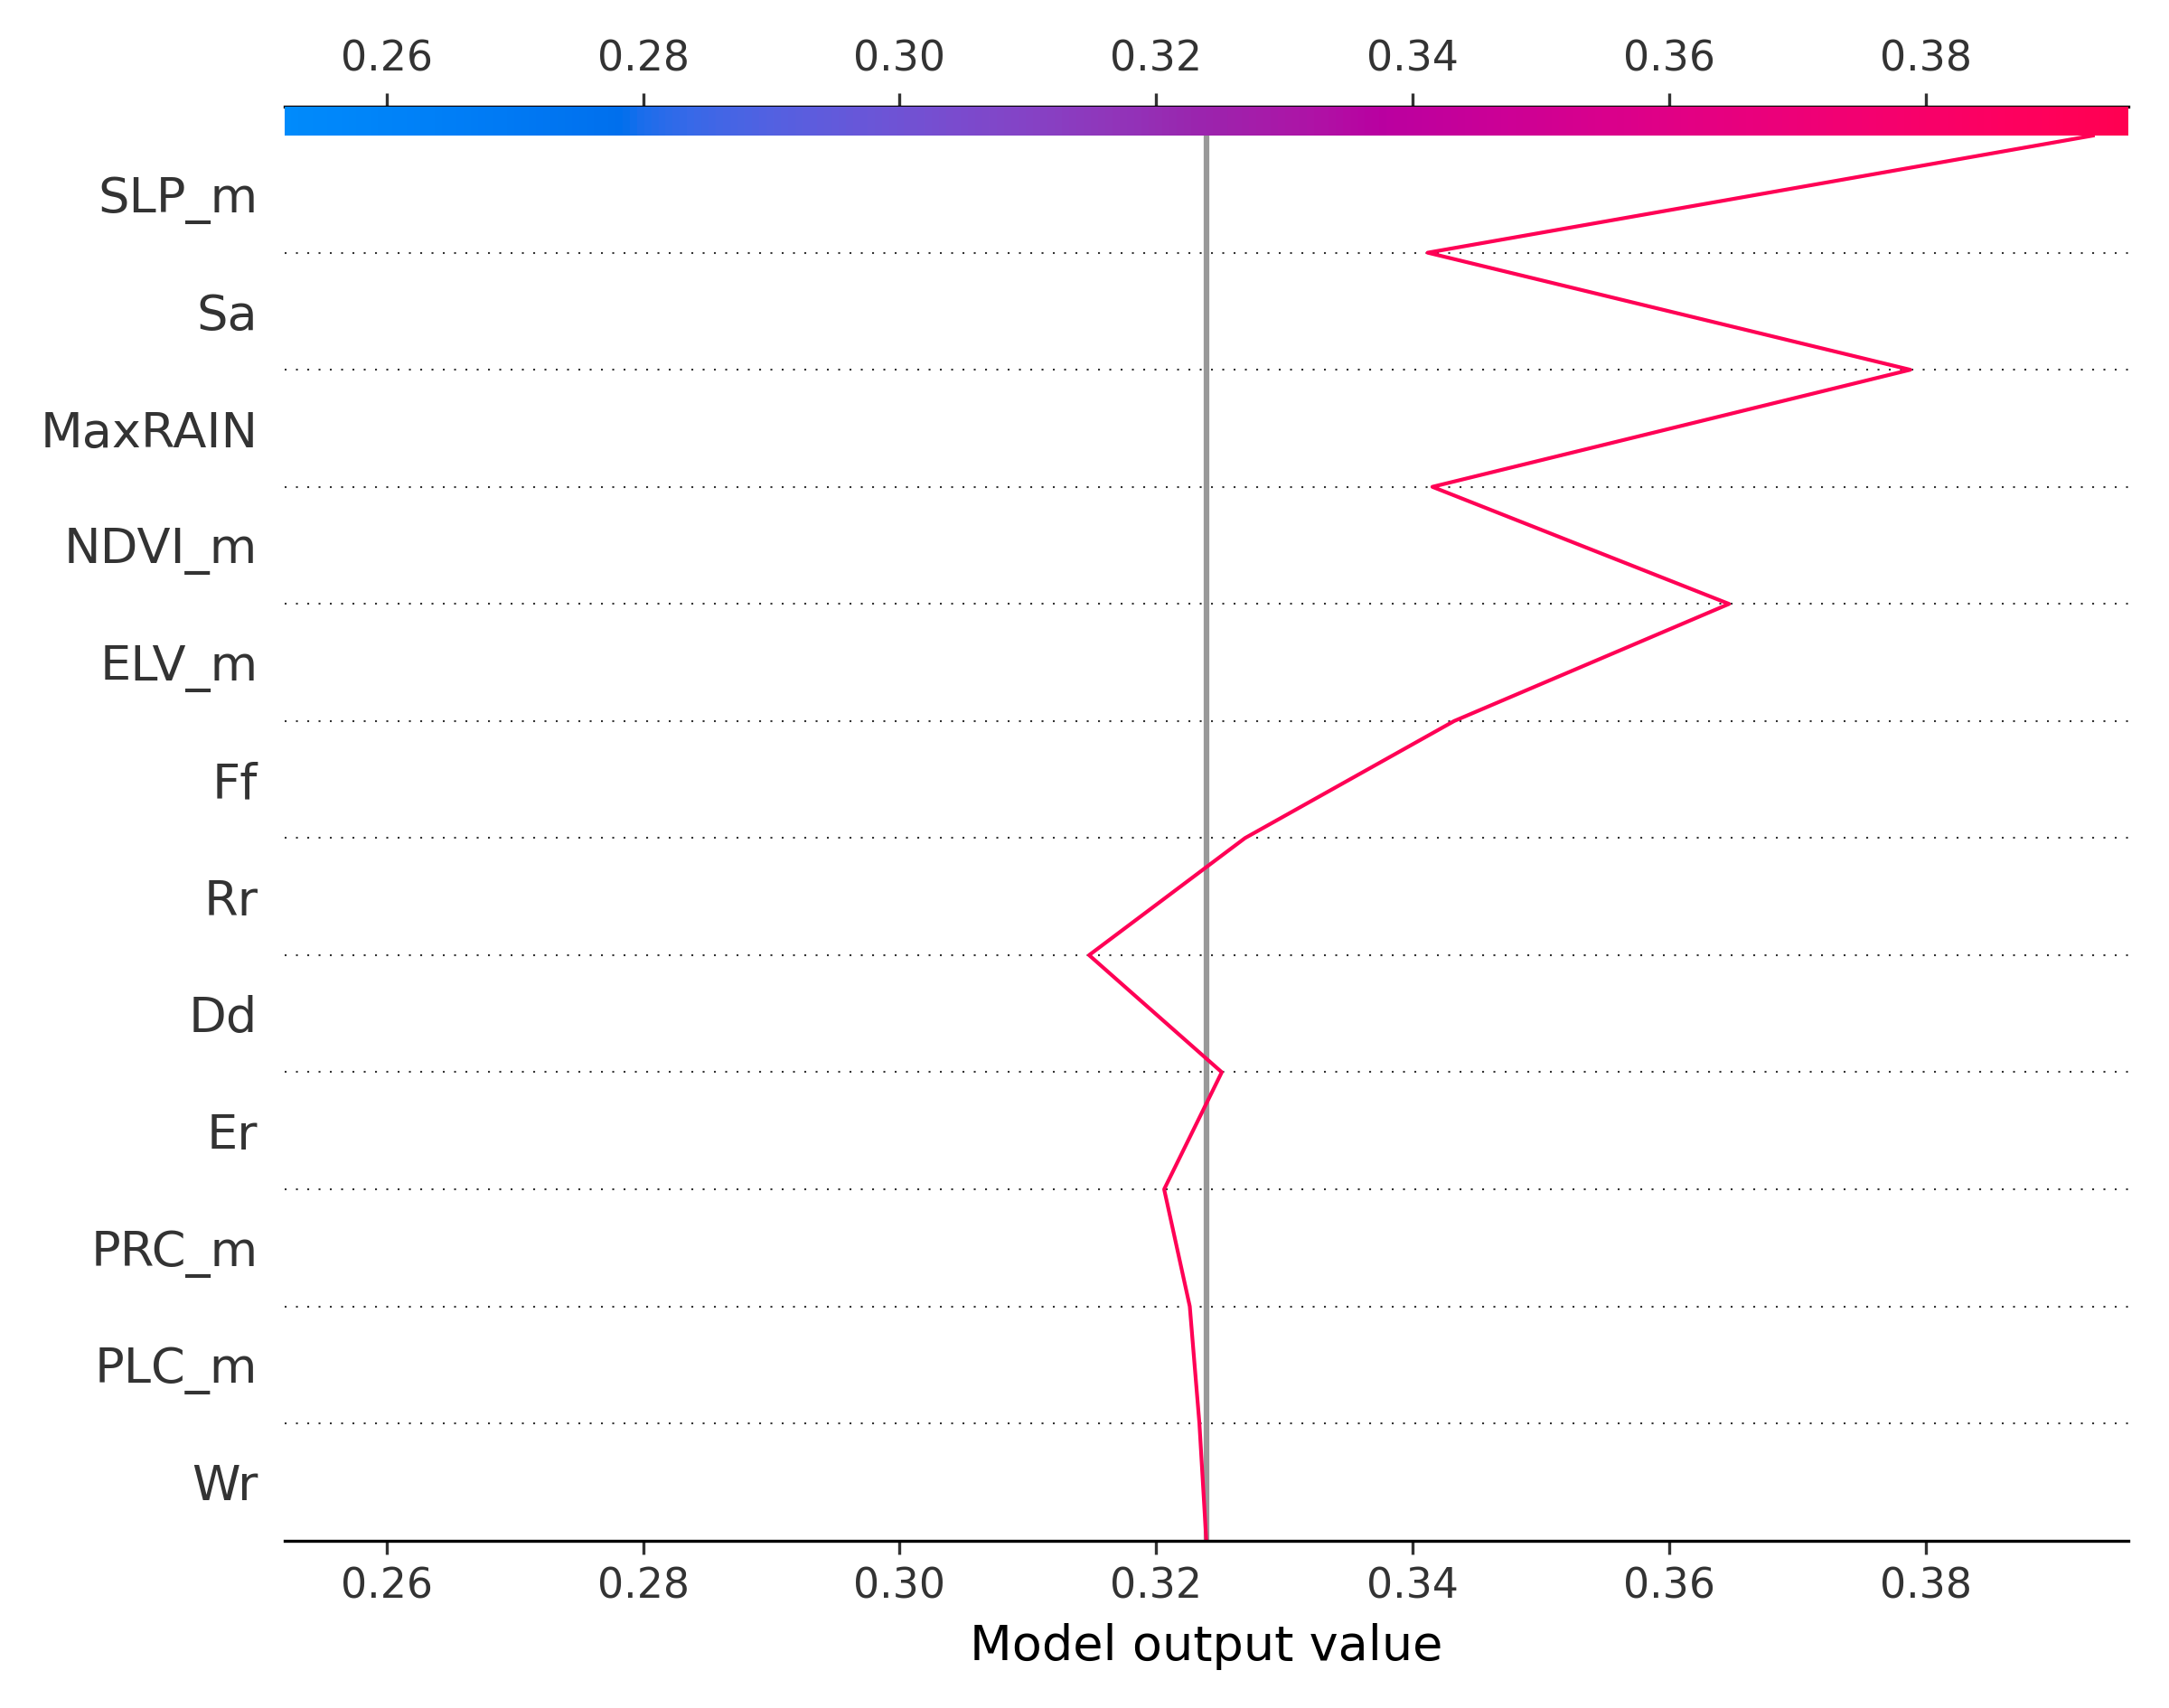 0.26 0.28 0.30 0.32 0.34 0.36 0.38
SLP_m
Sa
MaxRAIN
NDVI_m
ELV_m
Ff
Rr
Dd
Er
PRC_m
PLC_m
Wr
0.26 0.28 0.30 0.32 0.34 0.36 0.38
Model output value